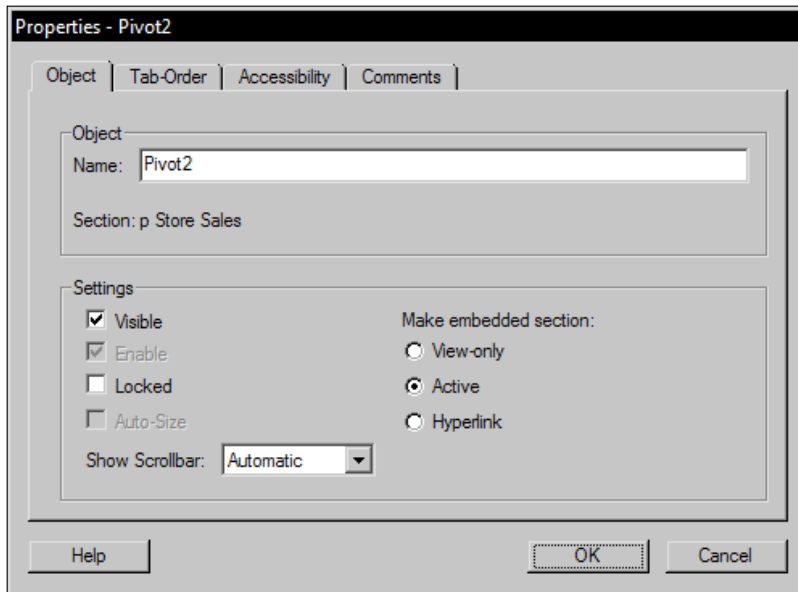 Properties - Pivot2
Object Tab-Order Accessibility Comments
Object
Name: Pivot2
Section: p Store Sales
Settings
Visible
Enable
Locked
Auto-Size
Show Scrollbar: Automatic
Make embedded section:
View-only
Active
Hyperlink
Help OK Cancel